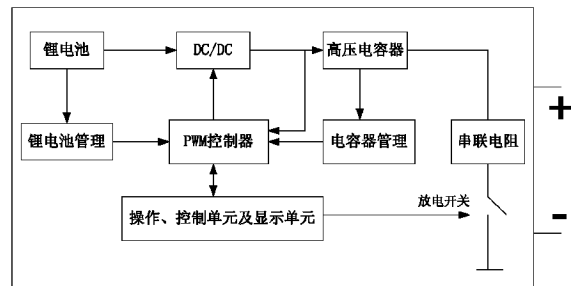 锂电池
DC/DC
高压电容器
+
锂电池管理
PWM控制器
电容器管理
串联电阻
操作、控制单元及显示单元
放电开关
-